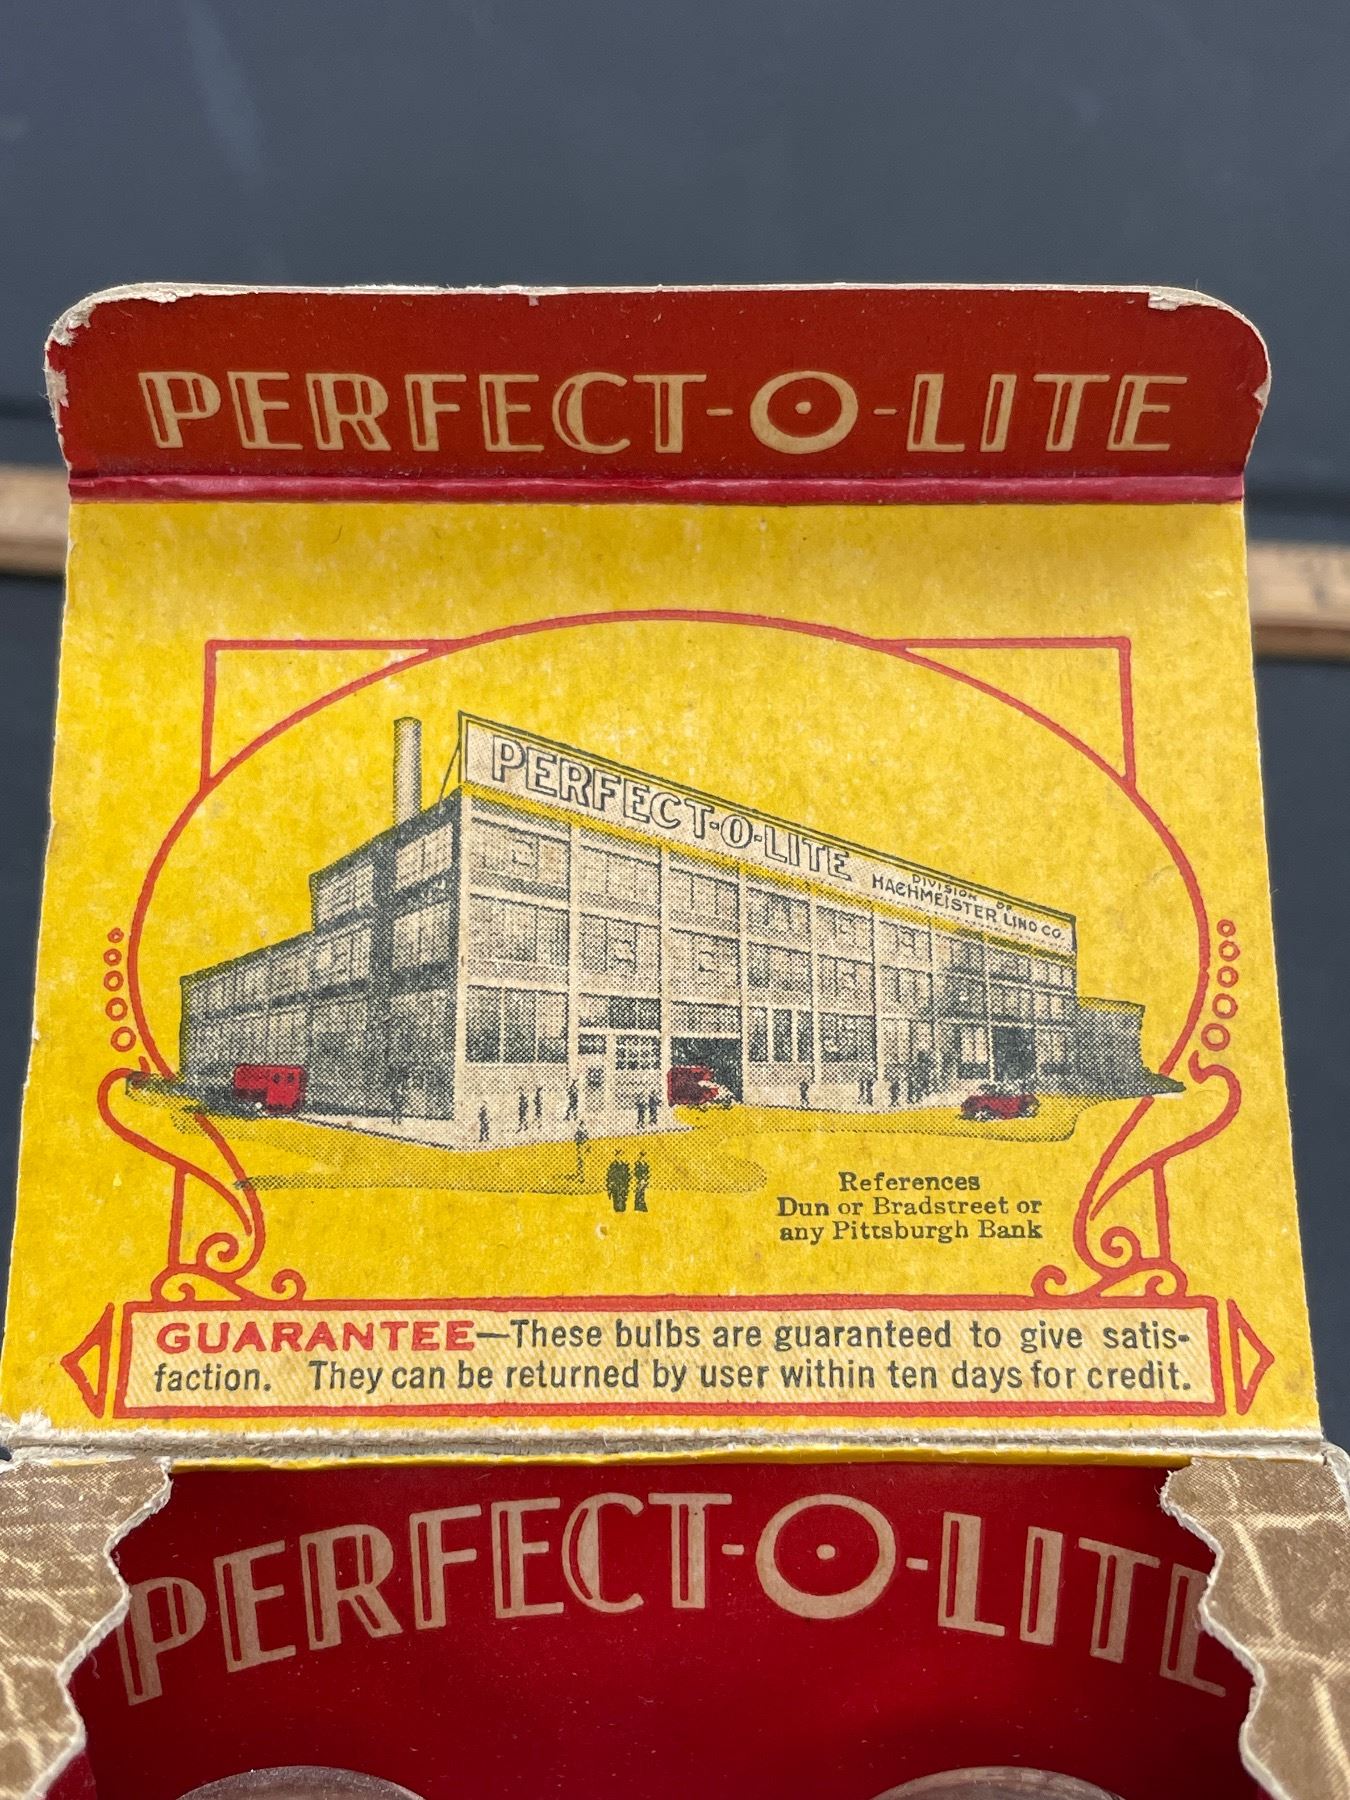 PERFECT-O-LITE
PERFECT-O-LITE
DIVISION OF
HACHMEISTER LIND CO.
References
Dun or Bradstreet or
any Pittsburgh Bank
GUARANTEE—These bulbs are guaranteed to give satis-
faction. They can be returned by user within ten days for credit.
PERFECT-O-LITE